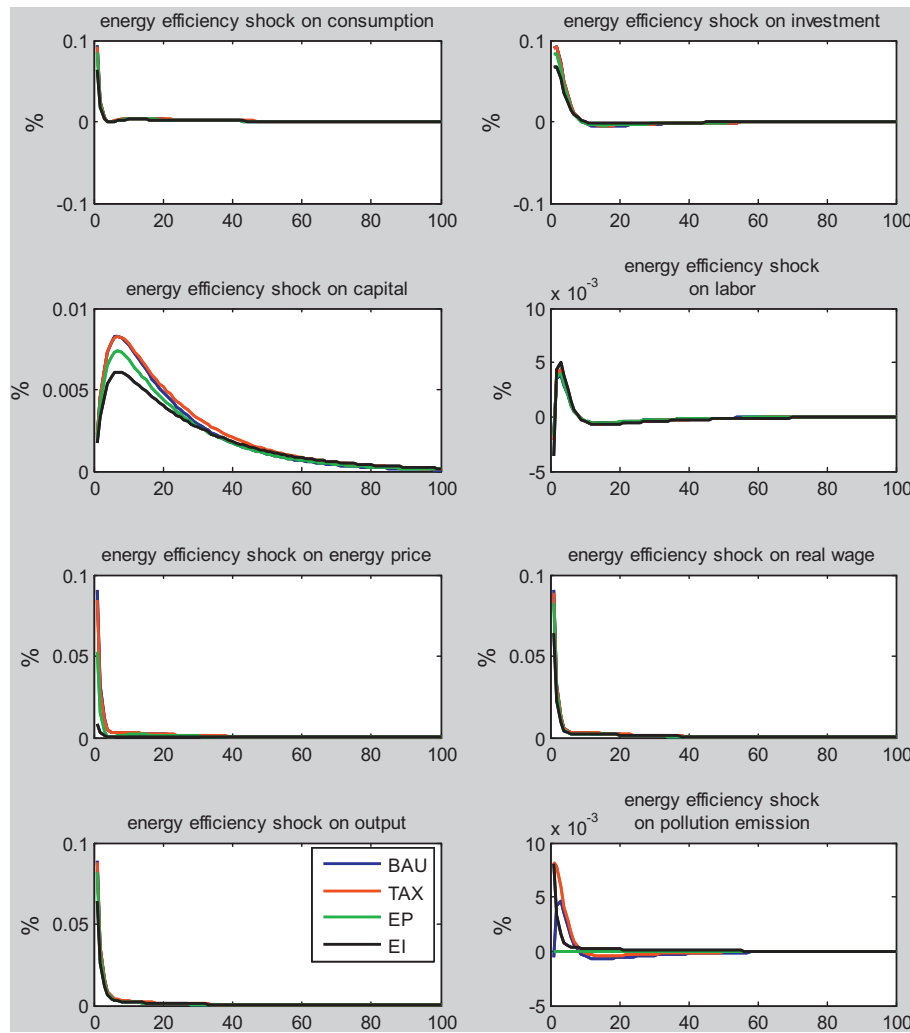 energy efficiency shock on consumption
0.1
0
-0.1
%
0 20 40 60 80 100
energy efficiency shock on investment
0.1
0
-0.1
%
0 20 40 60 80 100
energy efficiency shock on capital
0.01
0.005
0
%
0 20 40 60 80 100
energy efficiency shock
on labor
x 10-3
10
5
0
-5
%
0 20 40 60 80 100
energy efficiency shock on energy price
0.1
0.05
0
%
0 20 40 60 80 100
energy efficiency shock on real wage
0.1
0.05
0
%
0 20 40 60 80 100
energy efficiency shock on output
0.1
0.05
0
%
BAU
TAX
EP
EI
0 20 40 60 80 100
energy efficiency shock
on pollution emission
x 10-3
10
5
0
-5
%
0 20 40 60 80 100